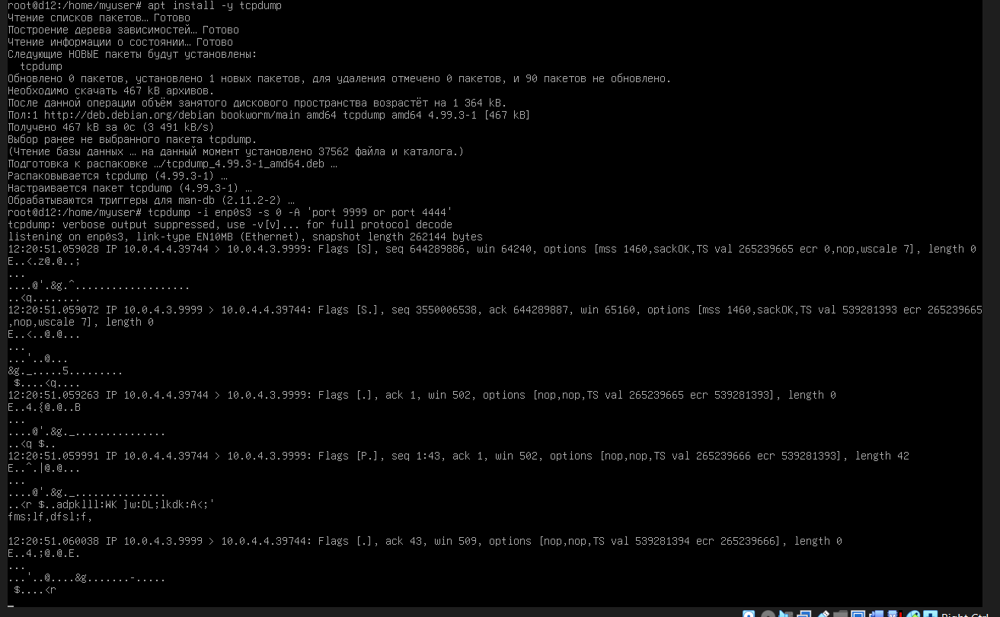 root@d12:/home/myuser# apt install -y tcpdump
Чтение списков пакетов… Готово
Построение дерева зависимостей… Готово
Чтение информации о состоянии… Готово
Следующие НОВЫЕ пакеты будут установлены:
  tcpdump
Обновлено 0 пакетов, установлено 1 новых пакетов, для удаления отмечено 0 пакетов, и 90 пакетов не обновлено.
Необходимо скачать 467 kB архивов.
После данной операции объём занятого дискового пространства возрастёт на 1 364 kB.
Пол:1 http://deb.debian.org/debian bookworm/main amd64 tcpdump amd64 4.99.3-1 [467 kB]
Получено 467 kB за 0с (3 491 kB/s)
Выбор ранее не выбранного пакета tcpdump.
(Чтение базы данных … на данный момент установлено 37562 файла и каталога.)
Подготовка к распаковке …/tcpdump_4.99.3-1_amd64.deb …
Распаковывается tcpdump (4.99.3-1) …
Настраивается пакет tcpdump (4.99.3-1) …
Обрабатываются триггеры для man-db (2.11.2-2) …
root@d12:/home/myuser# tcpdump -i enp0s3 -s 0 -A 'port 9999 or port 4444'
tcpdump: verbose output suppressed, use -v[v]... for full protocol decode
listening on enp0s3, link-type EN10MB (Ethernet), snapshot length 262144 bytes
12:20:51.059028 IP 10.0.4.4.39744 > 10.0.4.3.9999: Flags [S], seq 644289886, win 64240, options [mss 1460,sackOK,TS val 265239665 ecr 0,nop,wscale 7], length 0
E..<.z@.@..;
...
....@'.&g.^...................
..<q........
12:20:51.059072 IP 10.0.4.3.9999 > 10.0.4.4.39744: Flags [S.], seq 3550006538, ack 644289887, win 65160, options [mss 1460,sackOK,TS val 539281393 ecr 265239665
,nop,wscale 7], length 0
E..<..@.@...
...
...'..@...
&g._.....5.........
 $....<q....
12:20:51.059263 IP 10.0.4.4.39744 > 10.0.4.3.9999: Flags [.], ack 1, win 502, options [nop,nop,TS val 265239665 ecr 539281393], length 0
E..4.{@.@..B
...
....@'.&g._...............
..<q $..
12:20:51.059991 IP 10.0.4.4.39744 > 10.0.4.3.9999: Flags [P.], seq 1:43, ack 1, win 502, options [nop,nop,TS val 265239666 ecr 539281393], length 42
E..^.|@.@...
...
....@'.&g._...............
..<r $..adpklll:WK ]w:DL;lkdk:A<;'
fms;lf,dfsl;f,
12:20:51.060038 IP 10.0.4.3.9999 > 10.0.4.4.39744: Flags [.], ack 43, win 509, options [nop,nop,TS val 539281394 ecr 265239666], length 0
E..4.;@.@.E.
...
...'..@....&g.......-.....
 $....<r